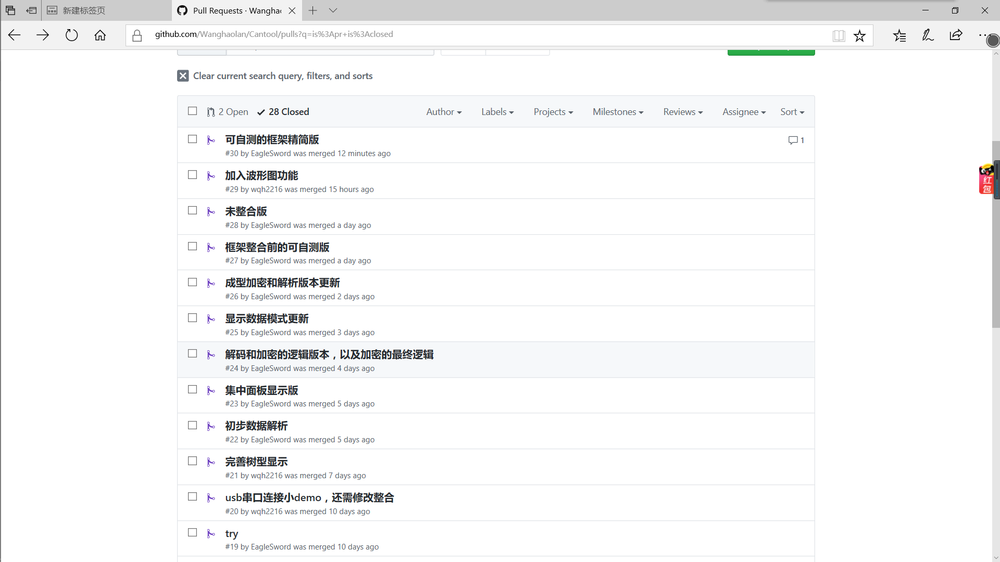 新建标签页
Pull Requests · Wanghao
github.com/Wanghaolan/Cantool/pulls?q=is%3Apr+is%3Aclosed
Clear current search query, filters, and sorts
2 Open 28 Closed Author Labels Projects Milestones Reviews Assignee Sort
可自测的框架精简版 1
#30 by EagleSword was merged 12 minutes ago
加入波形图功能
#29 by wqh2216 was merged 15 hours ago
未整合版
#28 by EagleSword was merged a day ago
框架整合前的可自测版
#27 by EagleSword was merged a day ago
成型加密和解析版本更新
#26 by EagleSword was merged 2 days ago
显示数据模式更新
#25 by EagleSword was merged 3 days ago
解码和加密的逻辑版本，以及加密的最终逻辑
#24 by EagleSword was merged 4 days ago
集中面板显示版
#23 by EagleSword was merged 5 days ago
初步数据解析
#22 by EagleSword was merged 5 days ago
完善树型显示
#21 by wqh2216 was merged 7 days ago
usb串口连接小demo，还需修改整合
#20 by wqh2216 was merged 10 days ago
try
#19 by EagleSword was merged 10 days ago
红
包